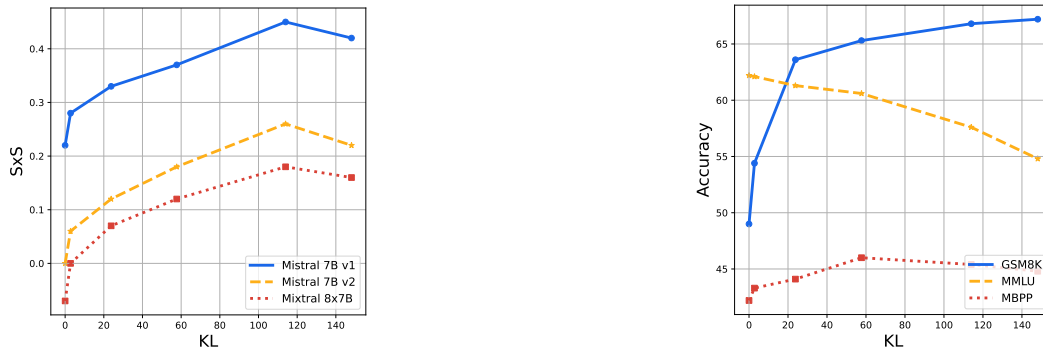 SxS
0.4
0.3
0.2
0.1
0.0
0 20 40 60 80 100 120 140
KL
Mistral 7B v1
Mistral 7B v2
Mixtral 8x7B
Accuracy
65
60
55
50
45
0 20 40 60 80 100 120 140
KL
GSM8K
MMLU
MBPP